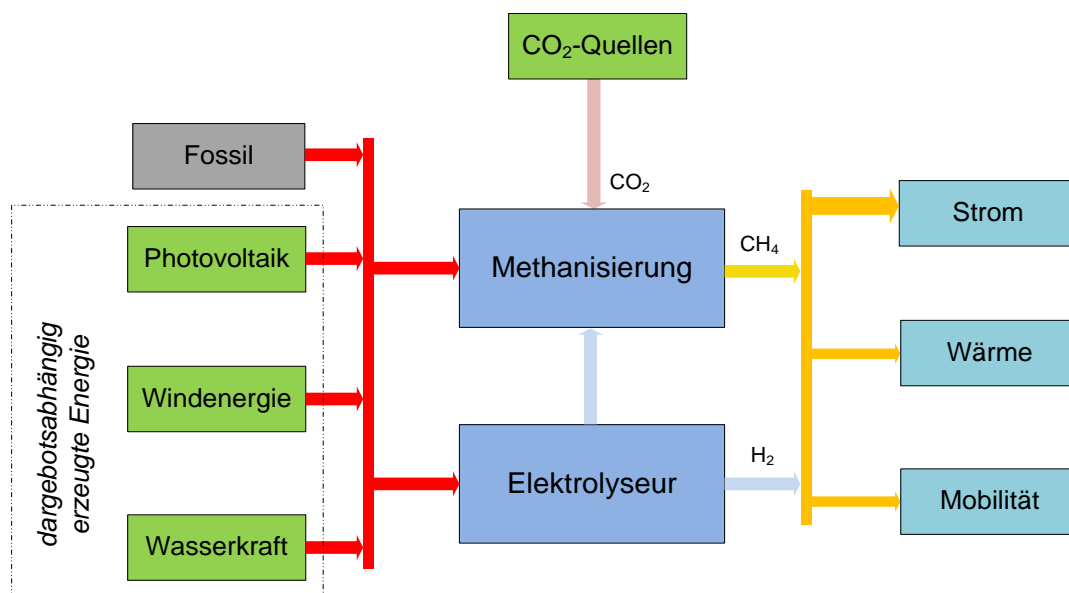 CO₂-Quellen
Fossil
CO₂
Strom
Photovoltaik
CH₄
Methanisierung
dargebotsabhängig
erzeugte Energie
Wärme
Windenergie
H₂
Elektrolyseur
Mobilität
Wasserkraft